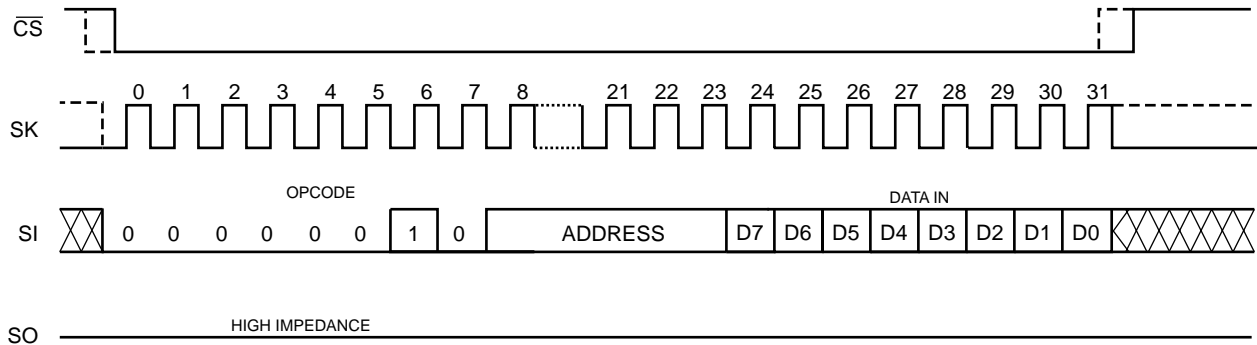 CS
0 1 2 3 4 5 6 7 8 21 22 23 24 25 26 27 28 29 30 31
SK
OPCODE DATA IN
SI 0 0 0 0 0 0 1 0 ADDRESS D7 D6 D5 D4 D3 D2 D1 D0
HIGH IMPEDANCE
SO